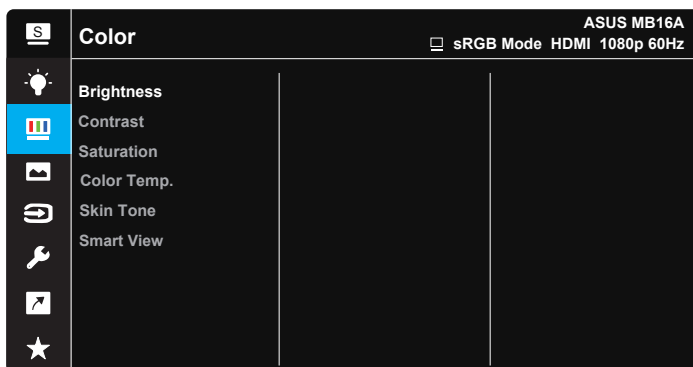 S
Color
ASUS MB16A
sRGB Mode HDMI 1080p 60Hz
Brightness
Contrast
Saturation
Color Temp.
Skin Tone
Smart View